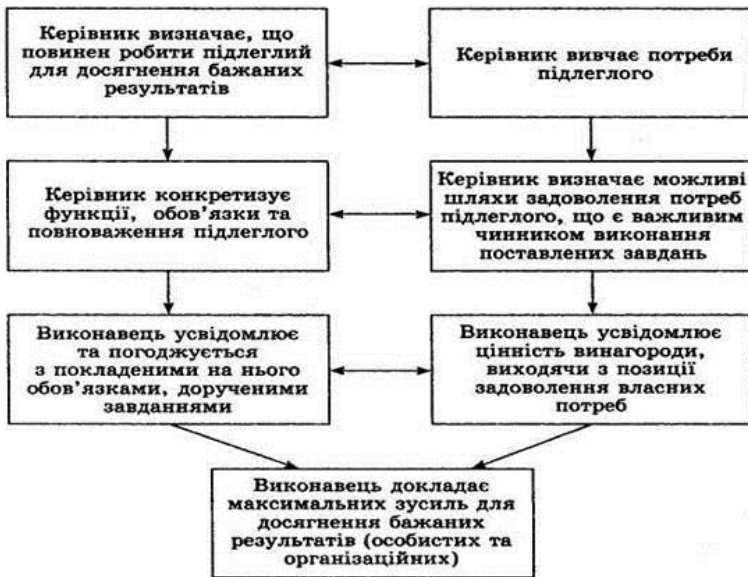 Керівник визначає, що
повинен робити підлеглий
для досягнення бажаних
результатів
Керівник вивчає потреби
підлеглого
Керівник конкретизує
функції, обов’язки та
повноваження підлеглого
Керівник визначає можливі
шляхи задоволення потреб
підлеглого, що є важливим
чинником виконання
поставлених завдань
Виконавець усвідомлює
та погоджується
з покладеними на нього
обов’язками, дорученими
завданнями
Виконавець усвідомлює
цінність винагороди,
виходячи з позиції
задоволення власних
потреб
Виконавець докладає
максимальних зусиль для
досягнення бажаних
результатів (особистих та
організаційних)